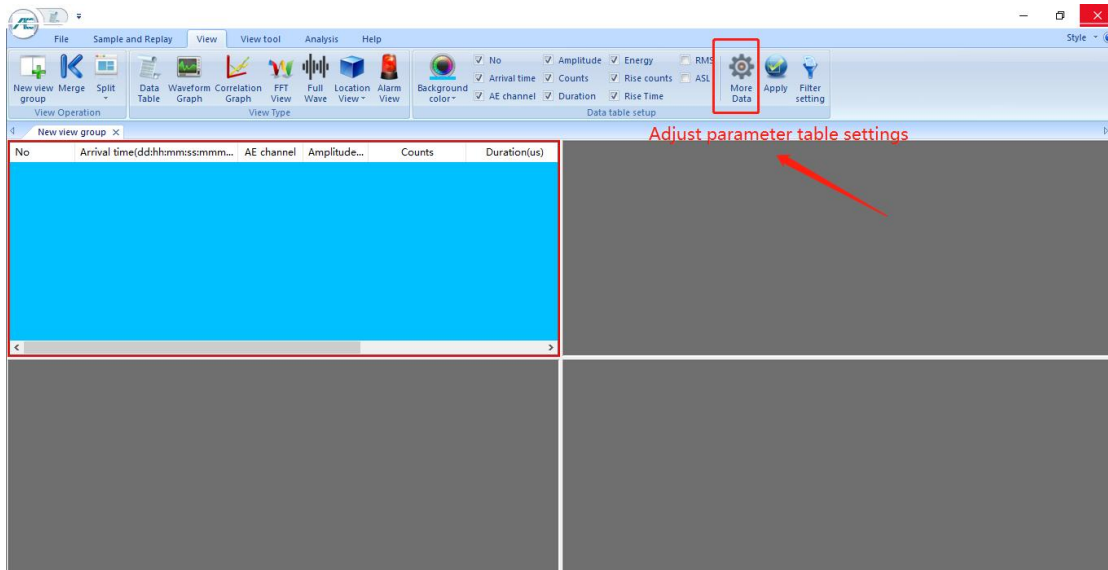 AE
File Sample and Replay View View tool Analysis Help Style
No Amplitude Energy RMS
Arrival time Counts Rise counts ASL
AE channel Duration Rise Time
New view group Merge Split Data Table Waveform Graph Correlation Graph FFT View Full Wave Location View Alarm View Background color More Data Apply Filter setting
View Operation View Type Data table setup
New view group
Adjust parameter table settings
No Arrival time(dd:hh:mm:ss:mmm... AE channel Amplitude... Counts Duration(us)